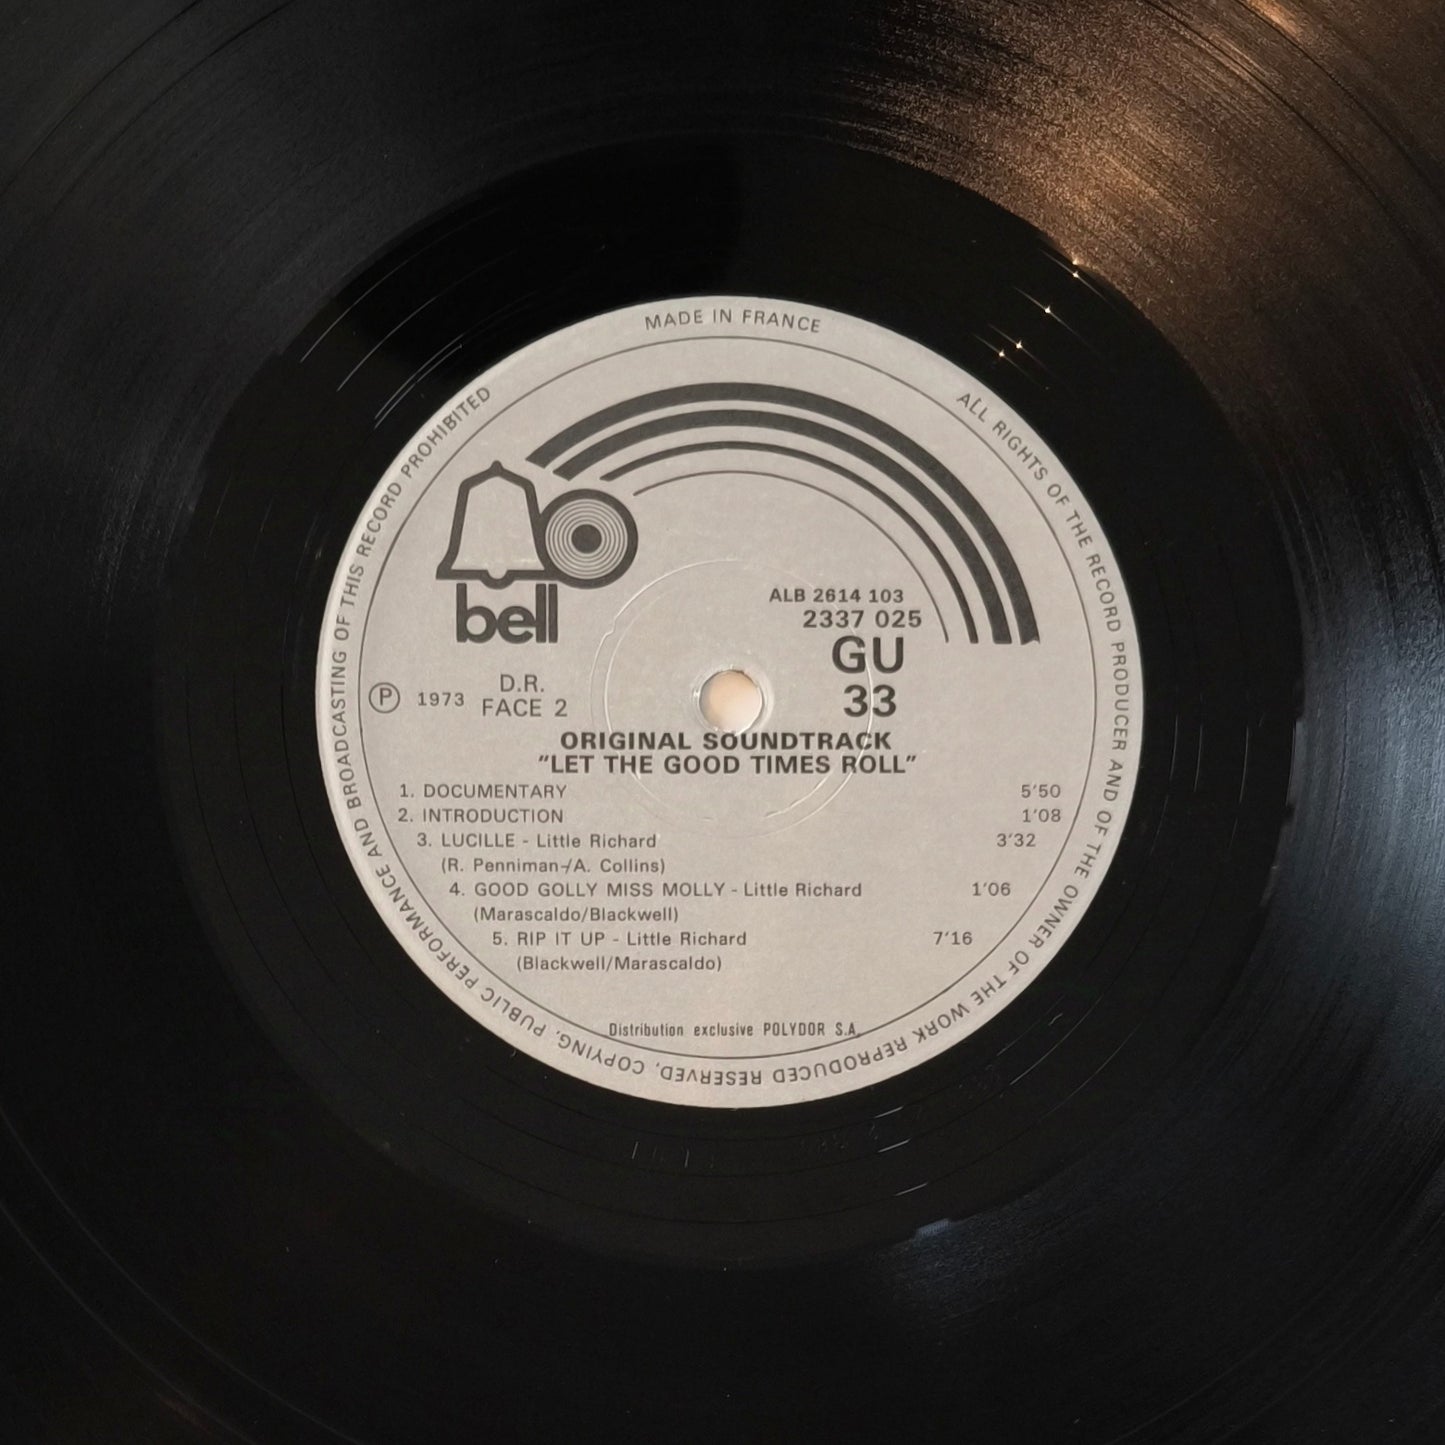 MADE IN FRANCE
ALL RIGHTS OF THE RECORD PRODUCER AND OF THE OWNER OF THE WORK REPRODUCED RESERVED, COPYING, PUBLIC PERFORMANCE AND BROADCASTING OF THIS RECORD PROHIBITED
bell
ALB 2614 103
2337 025
GU
33
Ⓟ 1973
D.R.
FACE 2
ORIGINAL SOUNDTRACK
"LET THE GOOD TIMES ROLL"
1. DOCUMENTARY 5'50
2. INTRODUCTION 1'08
3. LUCILLE - Little Richard 3'32
(R. Penniman-/A. Collins)
4. GOOD GOLLY MISS MOLLY - Little Richard 1'06
(Marascaldo/Blackwell)
5. RIP IT UP - Little Richard 7'16
(Blackwell/Marascaldo)
Distribution exclusive POLYDOR S.A.